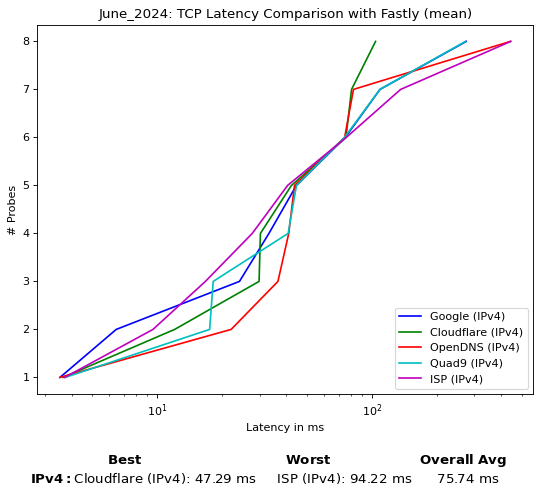 June_2024: TCP Latency Comparison with Fastly (mean)
8
7
6
5
4
3
2
1
# Probes
Google (IPv4)
Cloudflare (IPv4)
OpenDNS (IPv4)
Quad9 (IPv4)
ISP (IPv4)
10¹ 10²
Latency in ms
Best Worst Overall Avg
IPv4: Cloudflare (IPv4): 47.29 ms ISP (IPv4): 94.22 ms 75.74 ms